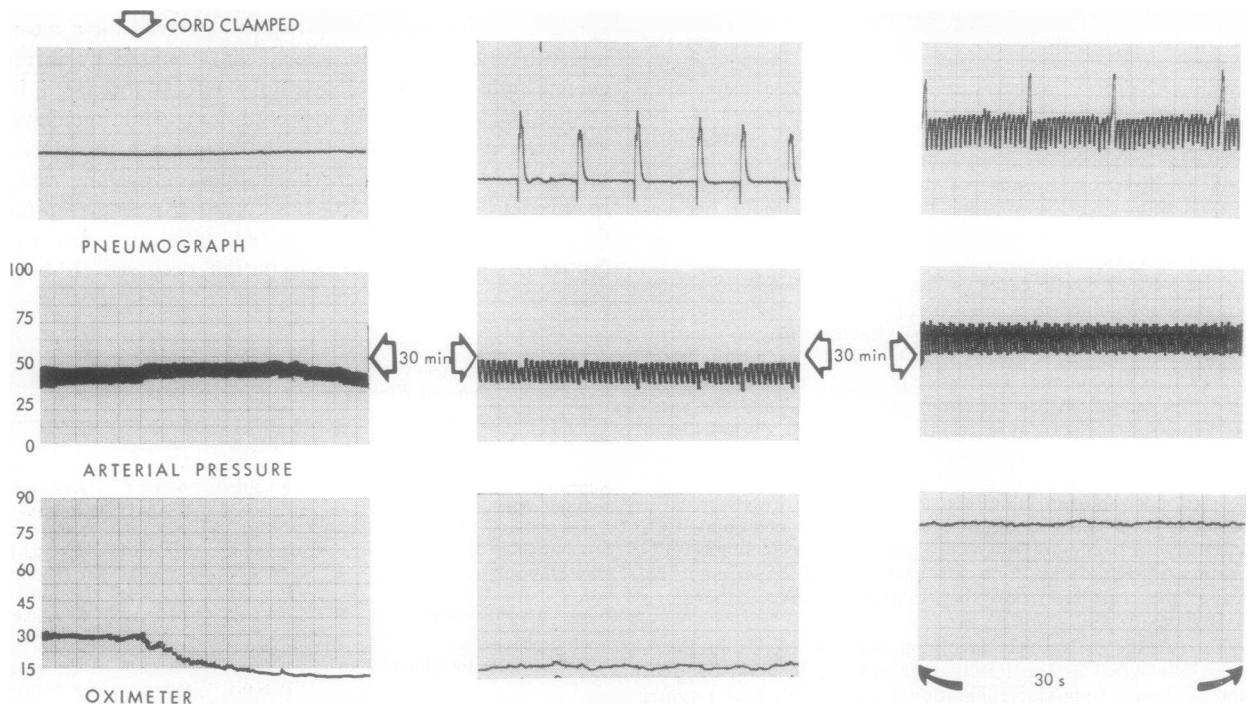 CORD CLAMPED
PNEUMOGRAPH
100
75
50
25
0
30 min
30 min
ARTERIAL PRESSURE
90
75
60
45
30
15
OXIMETER
30 s